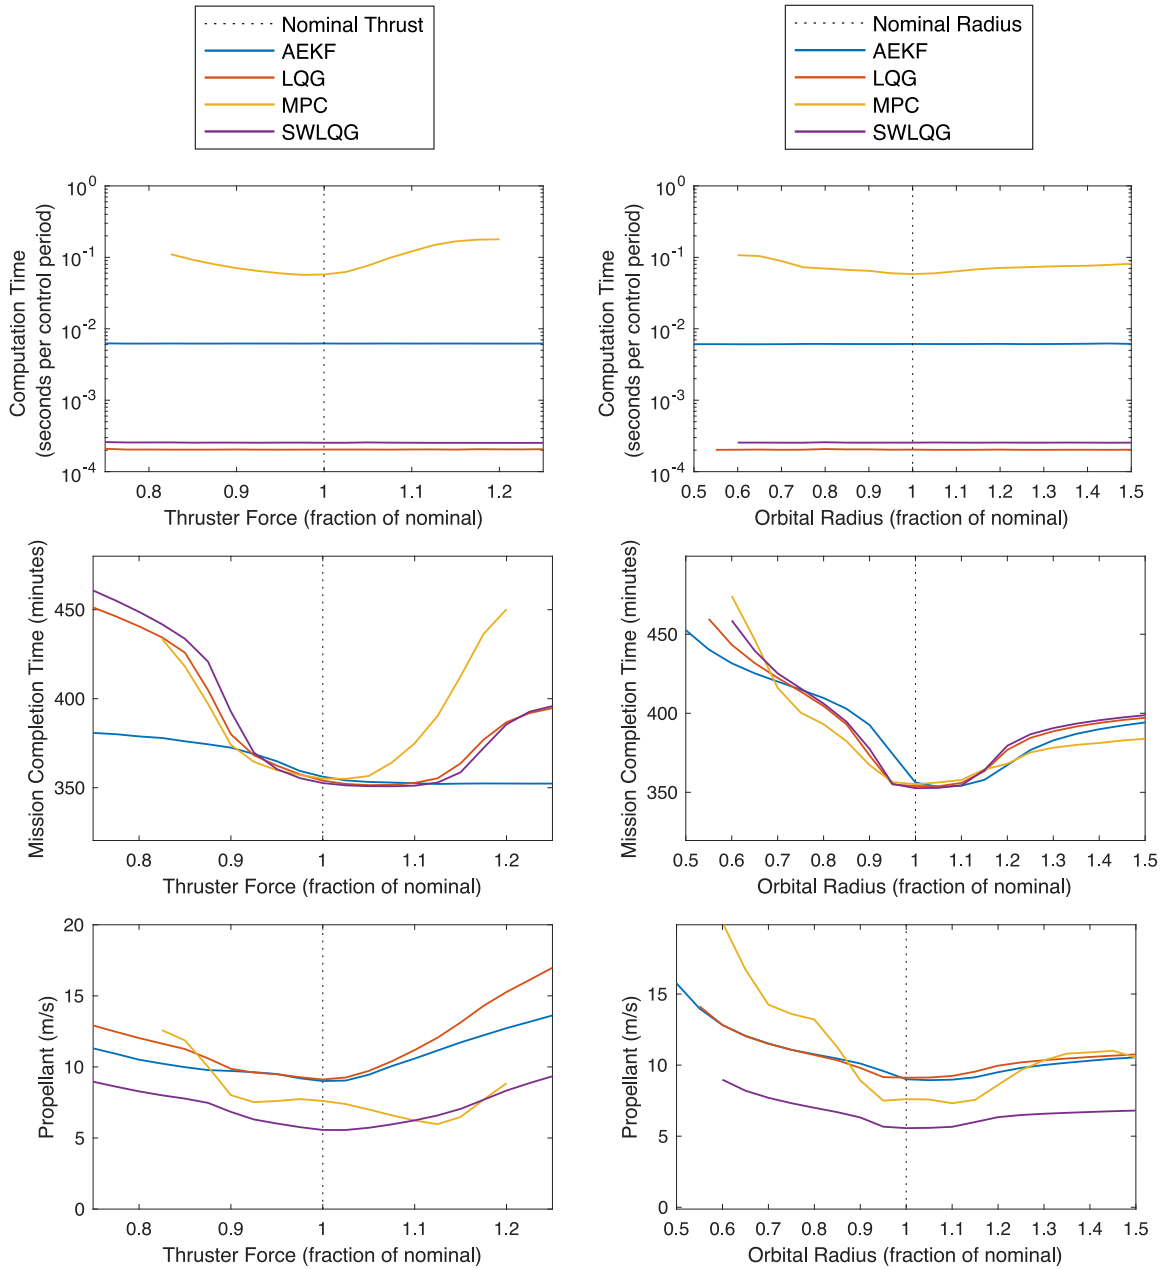 Nominal Thrust
AEKF
LQG
MPC
SWLQG
Nominal Radius
AEKF
LQG
MPC
SWLQG
Computation Time
(seconds per control period)
10^0
10^-1
10^-2
10^-3
10^-4
0.8 0.9 1 1.1 1.2
Thruster Force (fraction of nominal)
Computation Time
(seconds per control period)
10^0
10^-1
10^-2
10^-3
10^-4
0.5 0.6 0.7 0.8 0.9 1 1.1 1.2 1.3 1.4 1.5
Orbital Radius (fraction of nominal)
Mission Completion Time (minutes)
450
400
350
0.8 0.9 1 1.1 1.2
Thruster Force (fraction of nominal)
Mission Completion Time (minutes)
450
400
350
0.5 0.6 0.7 0.8 0.9 1 1.1 1.2 1.3 1.4 1.5
Orbital Radius (fraction of nominal)
Propellant (m/s)
20
15
10
5
0
0.8 0.9 1 1.1 1.2
Thruster Force (fraction of nominal)
Propellant (m/s)
15
10
5
0
0.5 0.6 0.7 0.8 0.9 1 1.1 1.2 1.3 1.4 1.5
Orbital Radius (fraction of nominal)